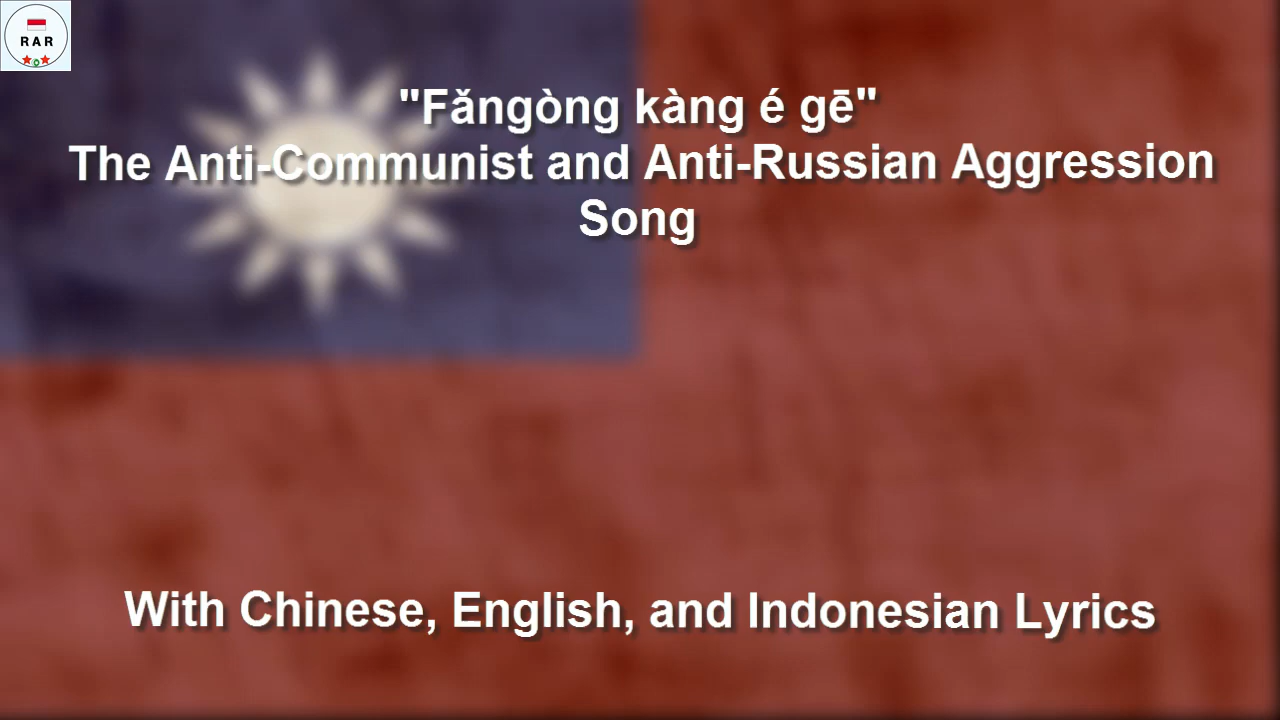 RAR
"Fǎngòng kàng é gē"
The Anti-Communist and Anti-Russian Aggression
Song
With Chinese, English, and Indonesian Lyrics